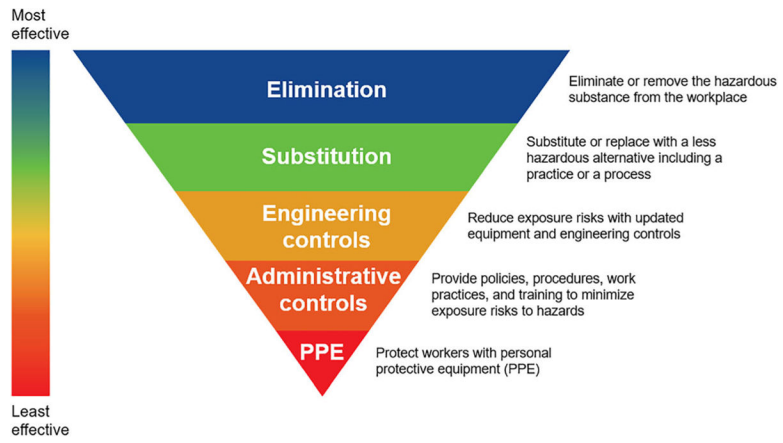 Most
effective
Elimination
Eliminate or remove the hazardous
substance from the workplace
Substitution
Substitute or replace with a less
hazardous alternative including a
practice or a process
Engineering
controls
Reduce exposure risks with updated
equipment and engineering controls
Administrative
controls
Provide policies, procedures, work
practices, and training to minimize
exposure risks to hazards
PPE
Protect workers with personal
protective equipment (PPE)
Least
effective